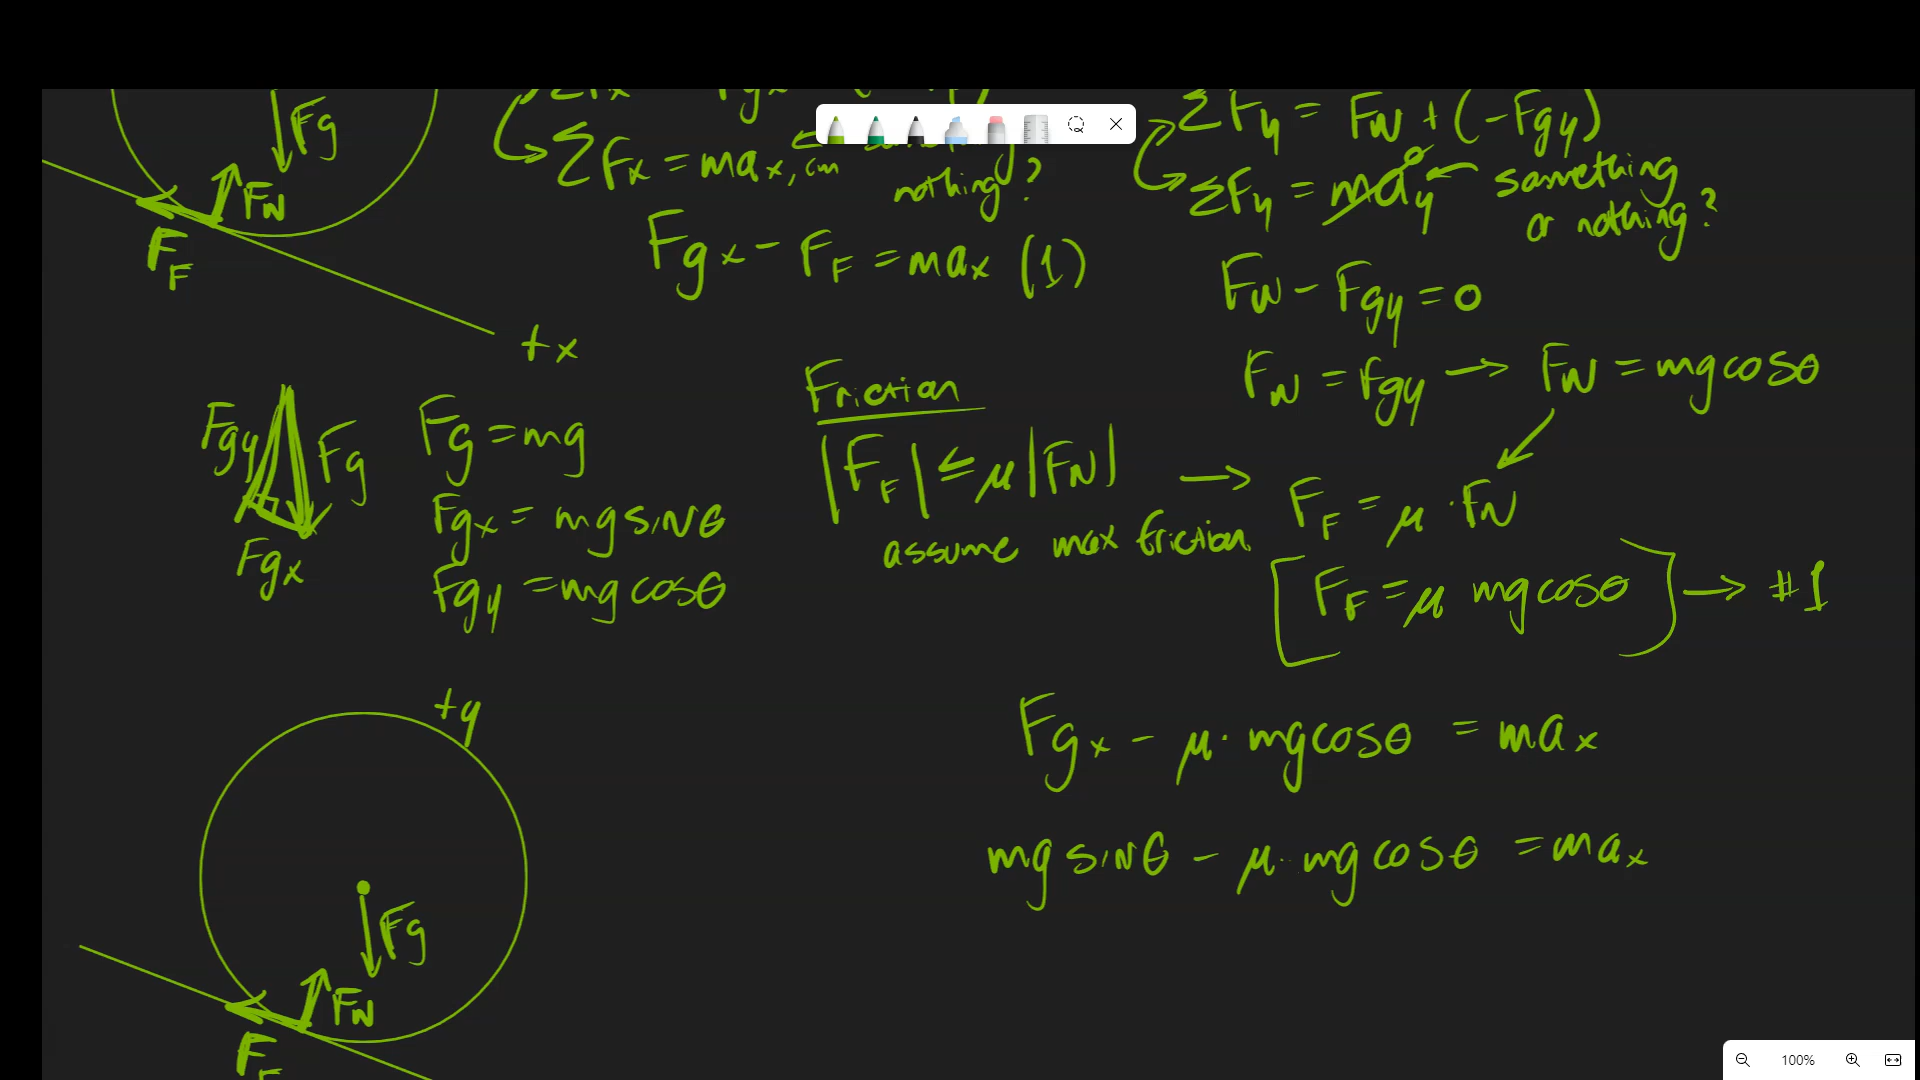 Fg
FN
FF
+x
ΣFx = max,cm
nothing?
Fgx - FF = max (1)
ΣFy = FN + (-Fgy)
ΣFy = may 0 something
or nothing?
FN - Fgy = 0
FN = Fgy → FN = mgcosθ
Fgy
Fg
Fgx
Fg = mg
Fgx = mgsinθ
Fgy = mgcosθ
Friction
|FF| ≤ μ|FN| →
assume max friction
FF = μ · FN
[FF = μ mgcosθ] → #1
Fgx - μ · mgcosθ = max
mgsinθ - μ · mgcosθ = max
+y
Fg
FN
FF
100%